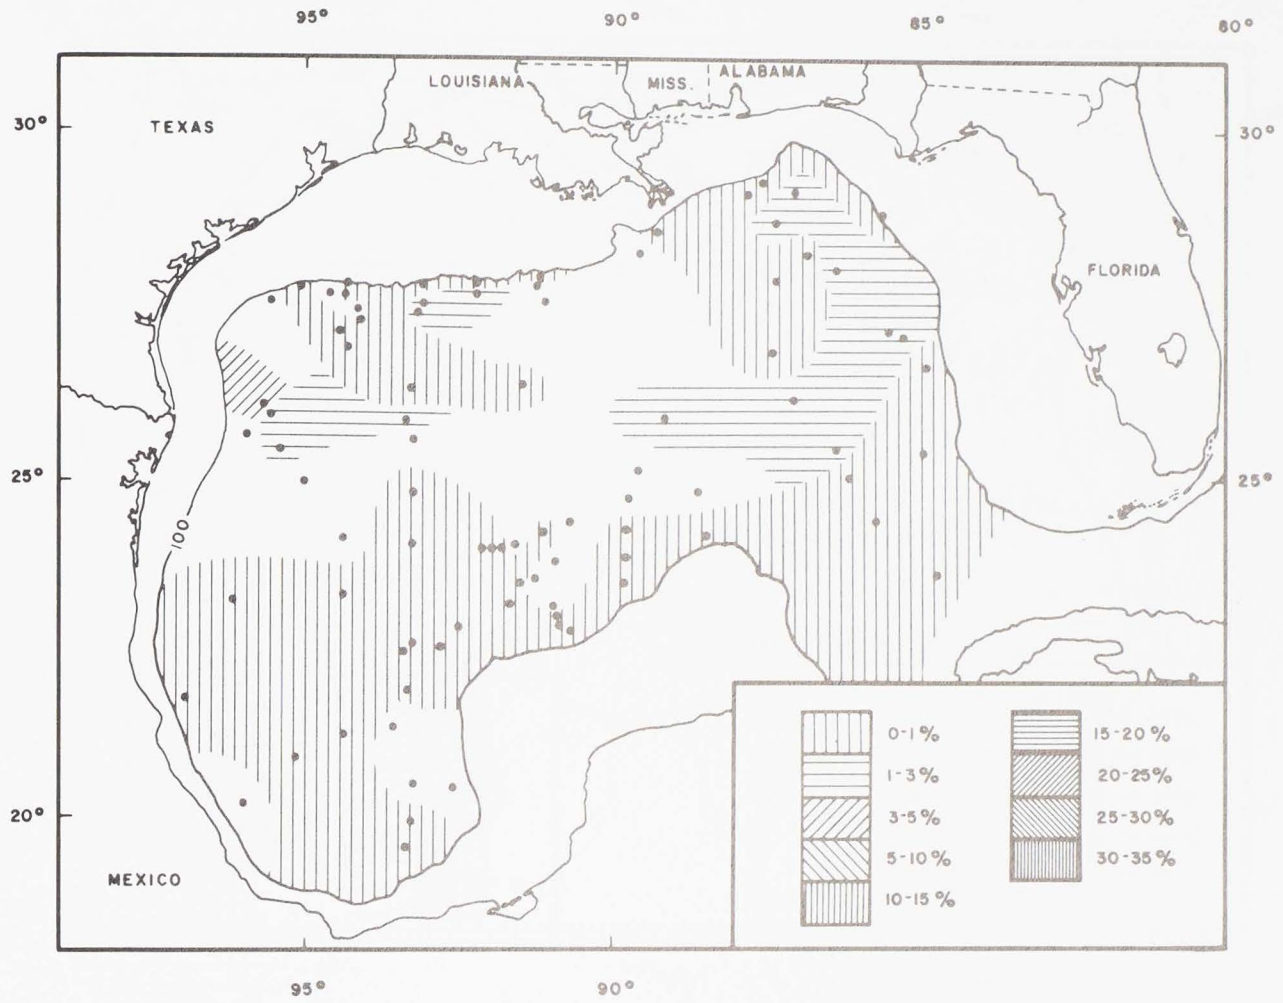 95° 90° 85° 80°
LOUISIANA MISS. ALABAMA
30° TEXAS 30°
FLORIDA
25° 25°
100
0-1%
1-3%
3-5%
5-10%
10-15%
15-20%
20-25%
25-30%
30-35%
20°
MEXICO
95° 90°